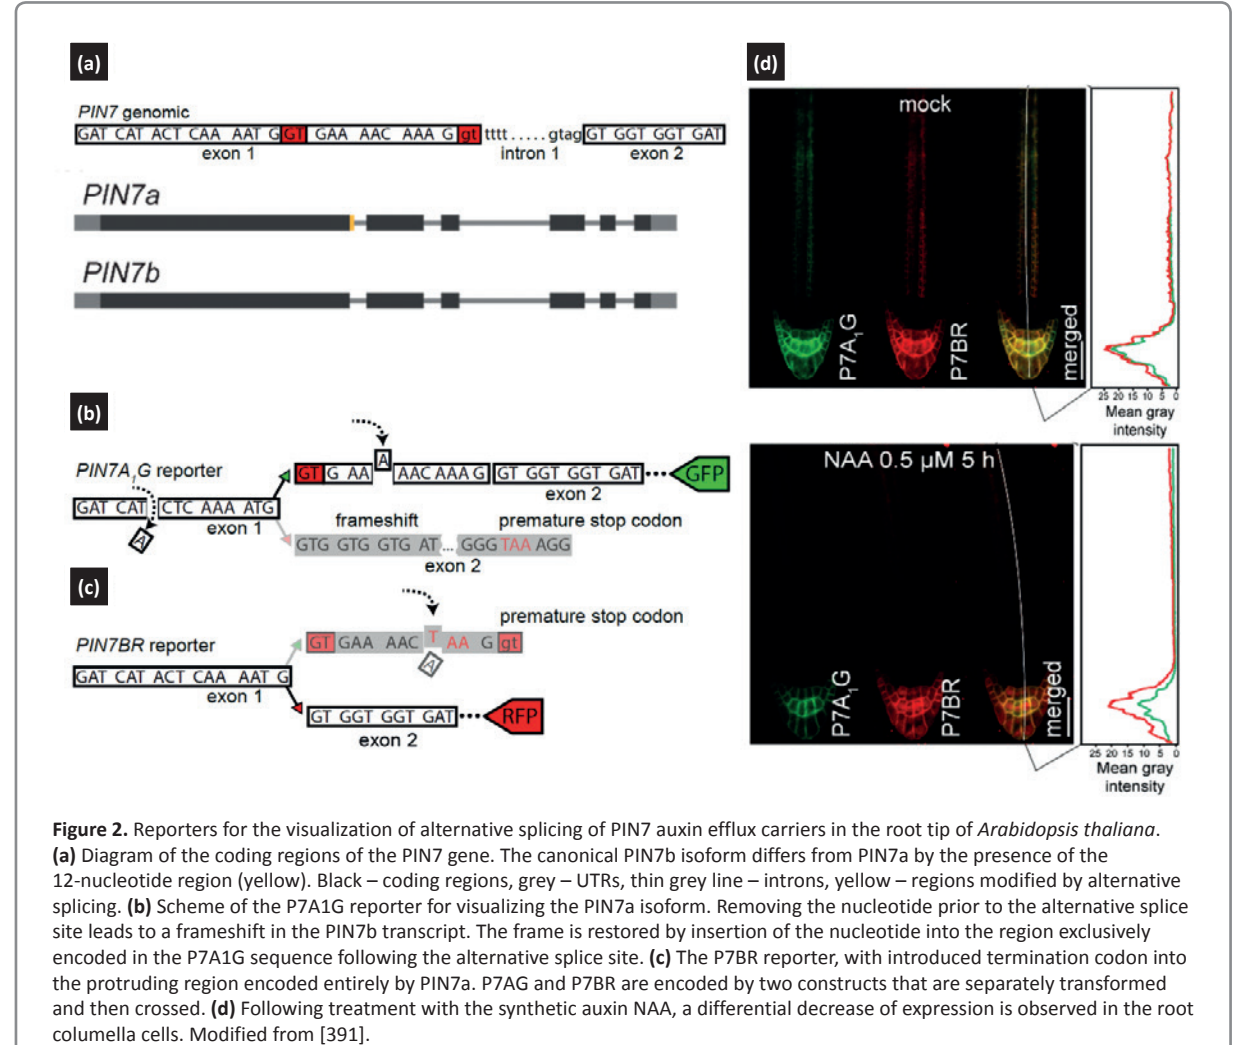 (a)
PIN7 genomic
GAT CAT ACT CAA AAT G GT GAA AAC AAA G gt tttt.....gtag GT GGT GGT GAT
exon 1 intron 1 exon 2
PIN7a
PIN7b
(b)
PIN7A1G reporter
GAT CAT CTC AAA ATG
A
exon 1
GT G AA A AAC AAA G GT GGT GGT GAT GFP
exon 2
frameshift premature stop codon
GTG GTG GTG AT ... GGG TAA AGG
exon 2
(c)
PIN7BR reporter
GAT CAT ACT CAA AAT G
exon 1
premature stop codon
GT GAA AAC T AA G gt
A
GT GGT GGT GAT RFP
exon 2
(d)
mock
P7A1G
P7BR
merged
25 20 15 10 5 0
Mean gray
intensity
NAA 0.5 µM 5 h
P7A1G
P7BR
merged
25 20 15 10 5 0
Mean gray
intensity
Figure 2. Reporters for the visualization of alternative splicing of PIN7 auxin efflux carriers in the root tip of Arabidopsis thaliana.
(a) Diagram of the coding regions of the PIN7 gene. The canonical PIN7b isoform differs from PIN7a by the presence of the
12-nucleotide region (yellow). Black – coding regions, grey – UTRs, thin grey line – introns, yellow – regions modified by alternative
splicing. (b) Scheme of the P7A1G reporter for visualizing the PIN7a isoform. Removing the nucleotide prior to the alternative splice
site leads to a frameshift in the PIN7b transcript. The frame is restored by insertion of the nucleotide into the region exclusively
encoded in the P7A1G sequence following the alternative splice site. (c) The P7BR reporter, with introduced termination codon into
the protruding region encoded entirely by PIN7a. P7AG and P7BR are encoded by two constructs that are separately transformed
and then crossed. (d) Following treatment with the synthetic auxin NAA, a differential decrease of expression is observed in the root
columella cells. Modified from [391].